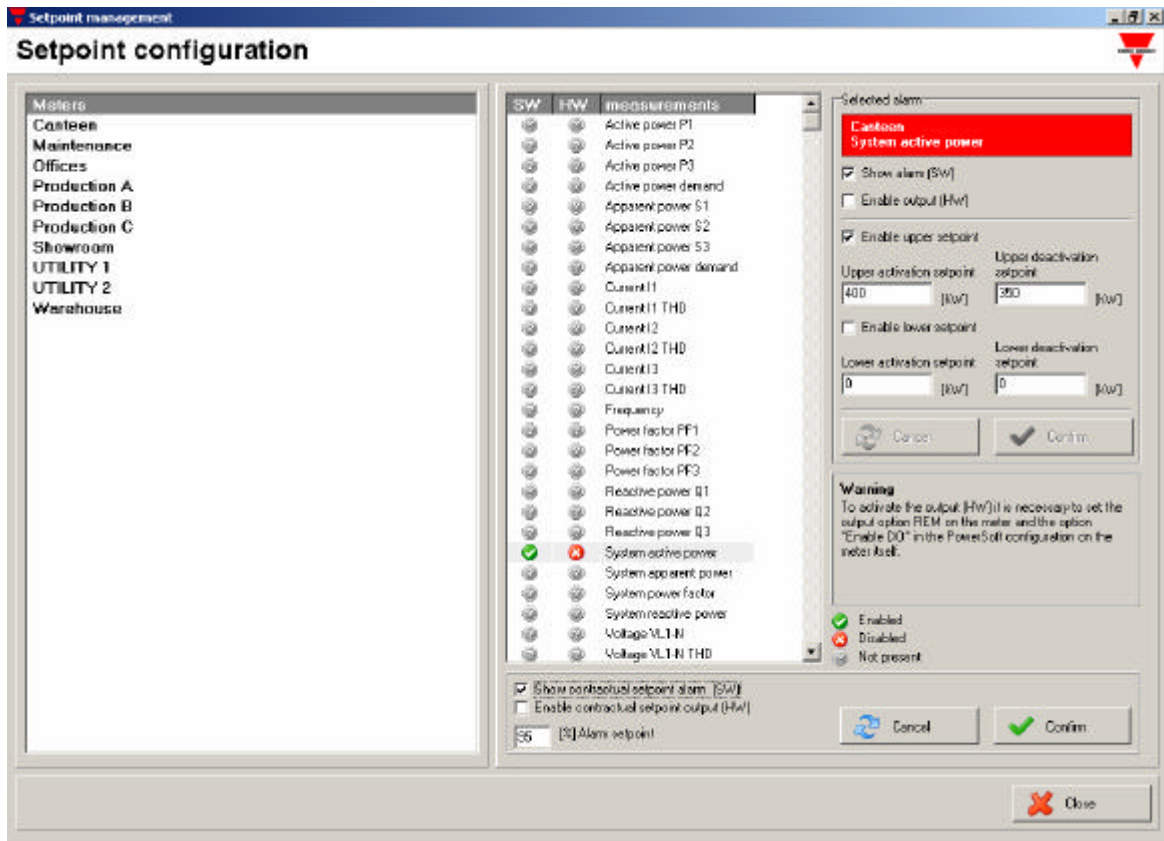 Setpoint management
Setpoint configuration
Meters
Canteen
Maintenance
Offices
Production A
Production B
Production C
Showroom
UTILITY 1
UTILITY 2
Warehouse
SW HW measurements
Active power P1
Active power P2
Active power P3
Active power demand
Apparent power S1
Apparent power S2
Apparent power S3
Apparent power demand
Current I1
Current I1 THD
Current I2
Current I2 THD
Current I3
Current I3 THD
Frequency
Power factor PF1
Power factor PF2
Power factor PF3
Reactive power Q1
Reactive power Q2
Reactive power Q3
System active power
System apparent power
System power factor
System reactive power
Voltage VL1-N
Voltage VL1-N THD
Show contractual setpoint alarm (SW)
Enable contractual setpoint output (HW)
95 [%] Alarm setpoint
Selected alarm
Canteen
System active power
Show alarm (SW)
Enable output (HW)
Enable upper setpoint
Upper activation setpoint
Upper deactivation setpoint
400 [KW]
350 [KW]
Enable lower setpoint
Lower activation setpoint
Lower deactivation setpoint
0 [KW]
0 [KW]
Cancel Confirm
Warning
To activate the output (HW) it is necessary to set the
output option REM on the meter and the option
"Enable DO" in the PowerSoft configuration on the
meter itself.
Enabled
Disabled
Not present
Cancel Confirm
Close